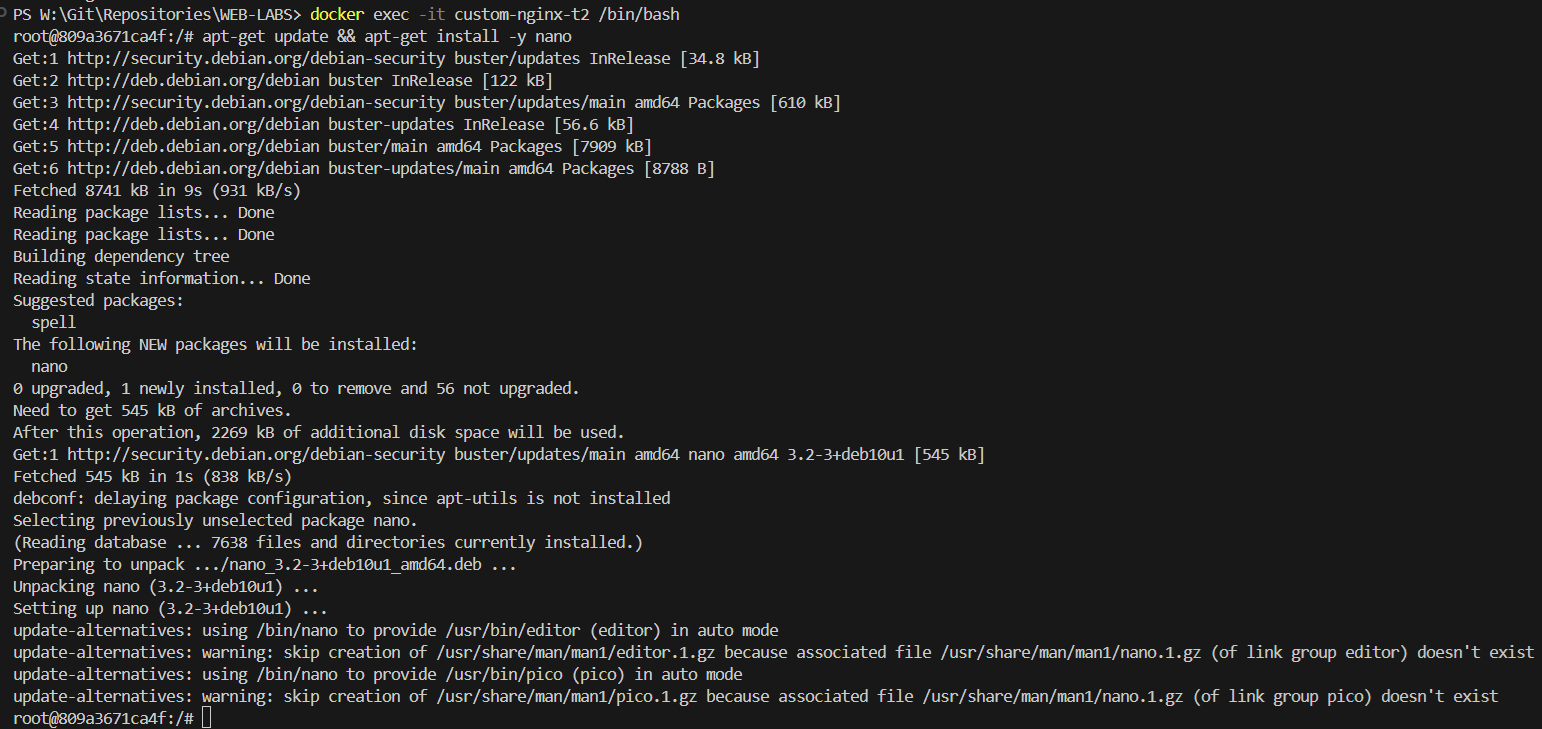 PS W:\Git\Repositories\WEB-LABS> docker exec -it custom-nginx-t2 /bin/bash
root@809a3671ca4f:/# apt-get update && apt-get install -y nano
Get:1 http://security.debian.org/debian-security buster/updates InRelease [34.8 kB]
Get:2 http://deb.debian.org/debian buster InRelease [122 kB]
Get:3 http://security.debian.org/debian-security buster/updates/main amd64 Packages [610 kB]
Get:4 http://deb.debian.org/debian buster-updates InRelease [56.6 kB]
Get:5 http://deb.debian.org/debian buster/main amd64 Packages [7909 kB]
Get:6 http://deb.debian.org/debian buster-updates/main amd64 Packages [8788 B]
Fetched 8741 kB in 9s (931 kB/s)
Reading package lists... Done
Reading package lists... Done
Building dependency tree
Reading state information... Done
Suggested packages:
  spell
The following NEW packages will be installed:
  nano
0 upgraded, 1 newly installed, 0 to remove and 56 not upgraded.
Need to get 545 kB of archives.
After this operation, 2269 kB of additional disk space will be used.
Get:1 http://security.debian.org/debian-security buster/updates/main amd64 nano amd64 3.2-3+deb10u1 [545 kB]
Fetched 545 kB in 1s (838 kB/s)
debconf: delaying package configuration, since apt-utils is not installed
Selecting previously unselected package nano.
(Reading database ... 7638 files and directories currently installed.)
Preparing to unpack .../nano_3.2-3+deb10u1_amd64.deb ...
Unpacking nano (3.2-3+deb10u1) ...
Setting up nano (3.2-3+deb10u1) ...
update-alternatives: using /bin/nano to provide /usr/bin/editor (editor) in auto mode
update-alternatives: warning: skip creation of /usr/share/man/man1/editor.1.gz because associated file /usr/share/man/man1/nano.1.gz (of link group editor) doesn't exist
update-alternatives: using /bin/nano to provide /usr/bin/pico (pico) in auto mode
update-alternatives: warning: skip creation of /usr/share/man/man1/pico.1.gz because associated file /usr/share/man/man1/nano.1.gz (of link group pico) doesn't exist
root@809a3671ca4f:/#